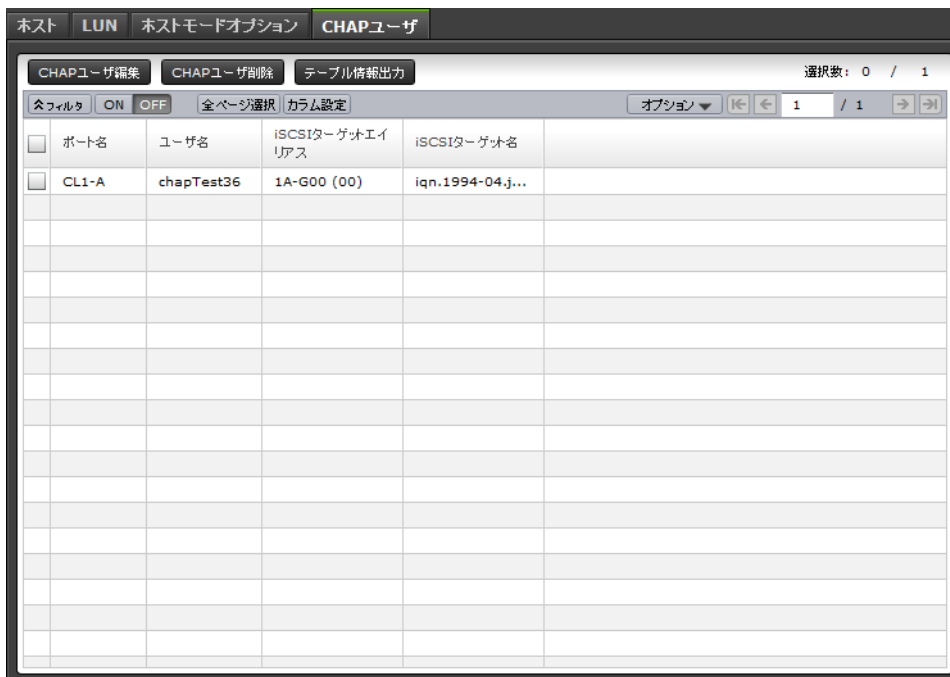 ホスト LUN ホストモードオプション CHAPユーザ
CHAPユーザ編集 CHAPユーザ削除 テーブル情報出力 選択数: 0 / 1
フィルタ ON OFF 全ページ選択 カラム設定 オプション 1 / 1
ポート名 ユーザ名 iSCSIターゲットエイ
リアス iSCSIターゲット名
CL1-A chapTest36 1A-G00 (00) iqn.1994-04.j...